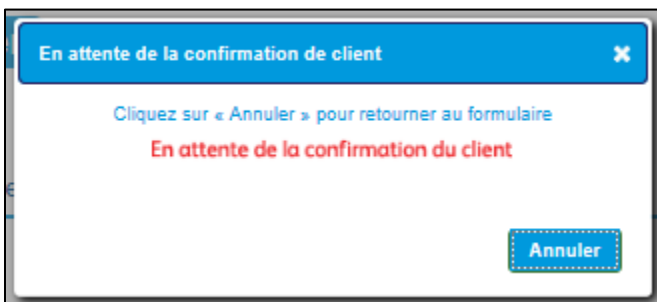 En attente de la confirmation de client
Cliquez sur « Annuler » pour retourner au formulaire
En attente de la confirmation du client
Annuler